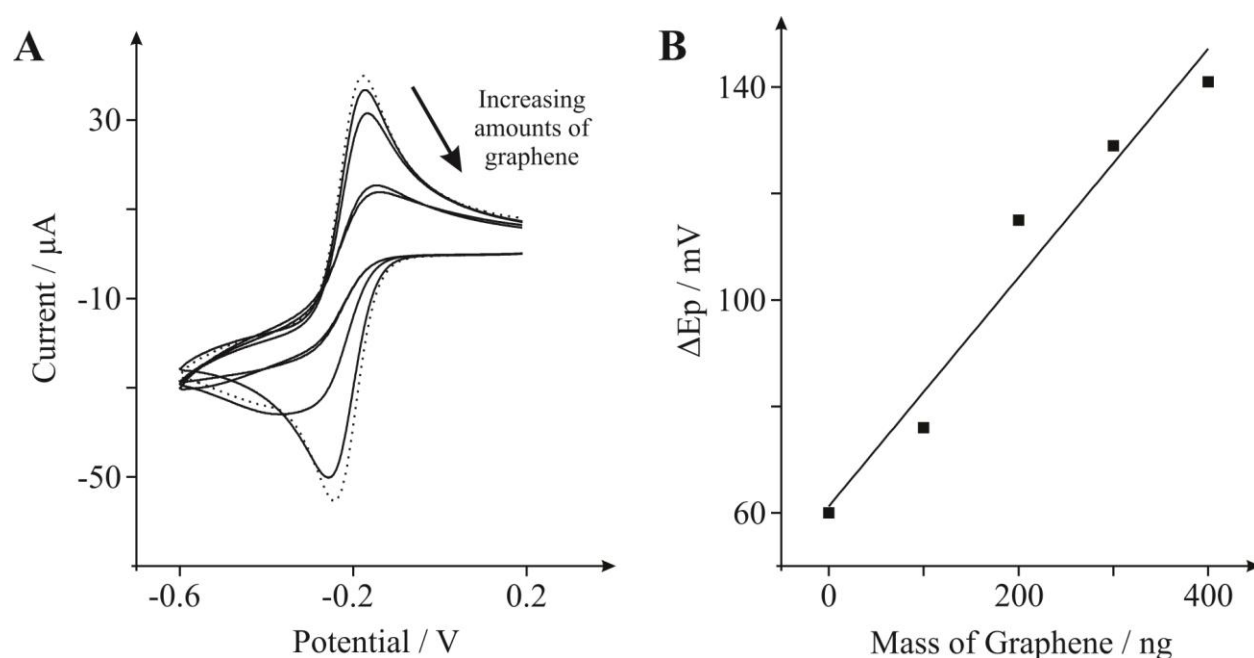 A
Increasing
amounts of
graphene
30
-10
-50
Current / µA
-0.6
-0.2
0.2
Potential / V
B
140
100
60
ΔEp / mV
0
200
400
Mass of Graphene / ng